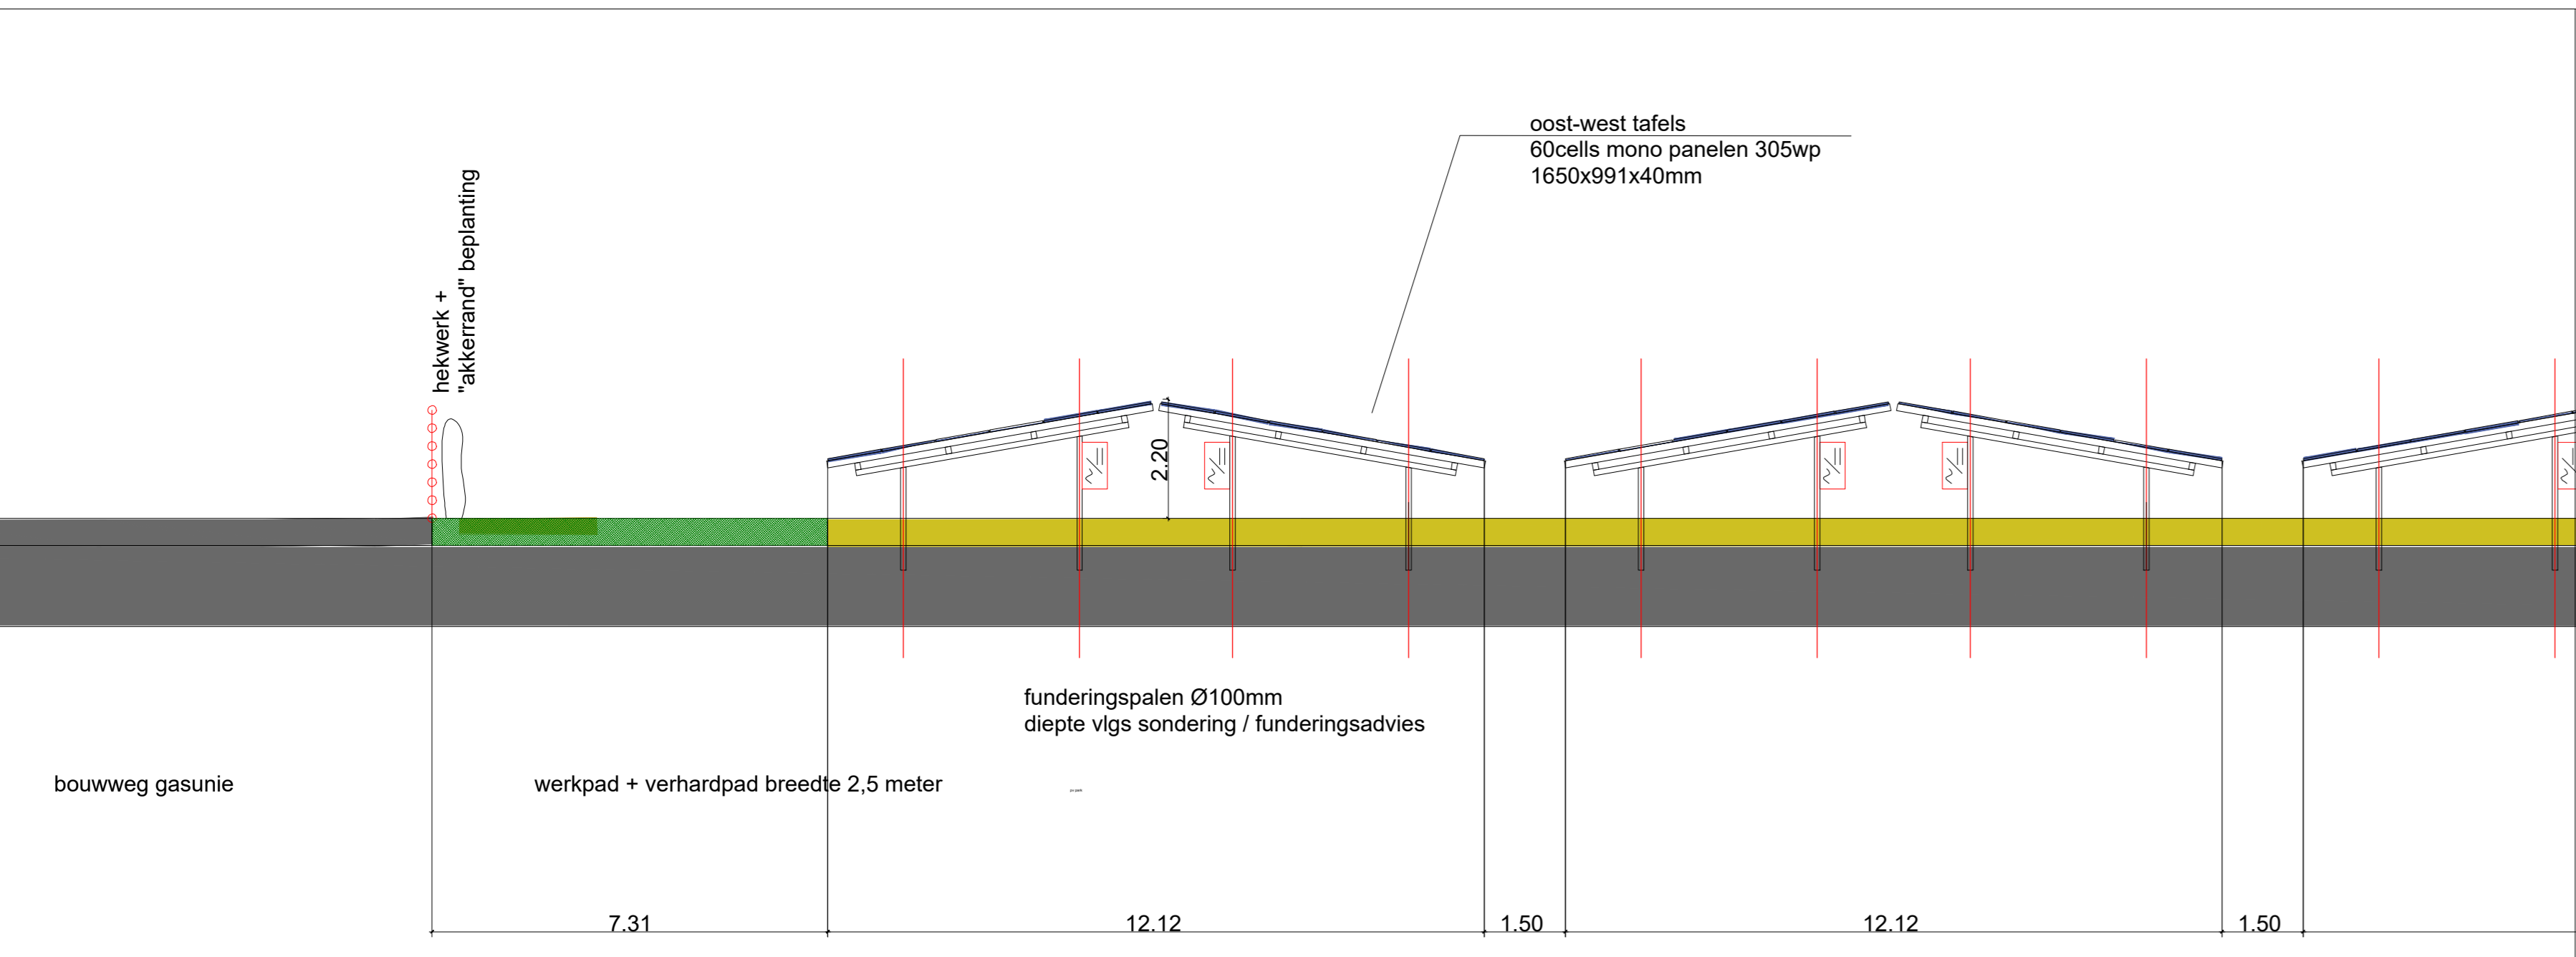 oost-west tafels
60cells mono panelen 305wp
1650x991x40mm
hekwerk +
"akkerrand" beplanting
2.20
funderingspalen Ø100mm
diepte vlgs sondering / funderingsadvies
bouwweg gasunie
werkpad + verhardpad breedte 2,5 meter
7.31
12.12
1.50
12.12
1.50